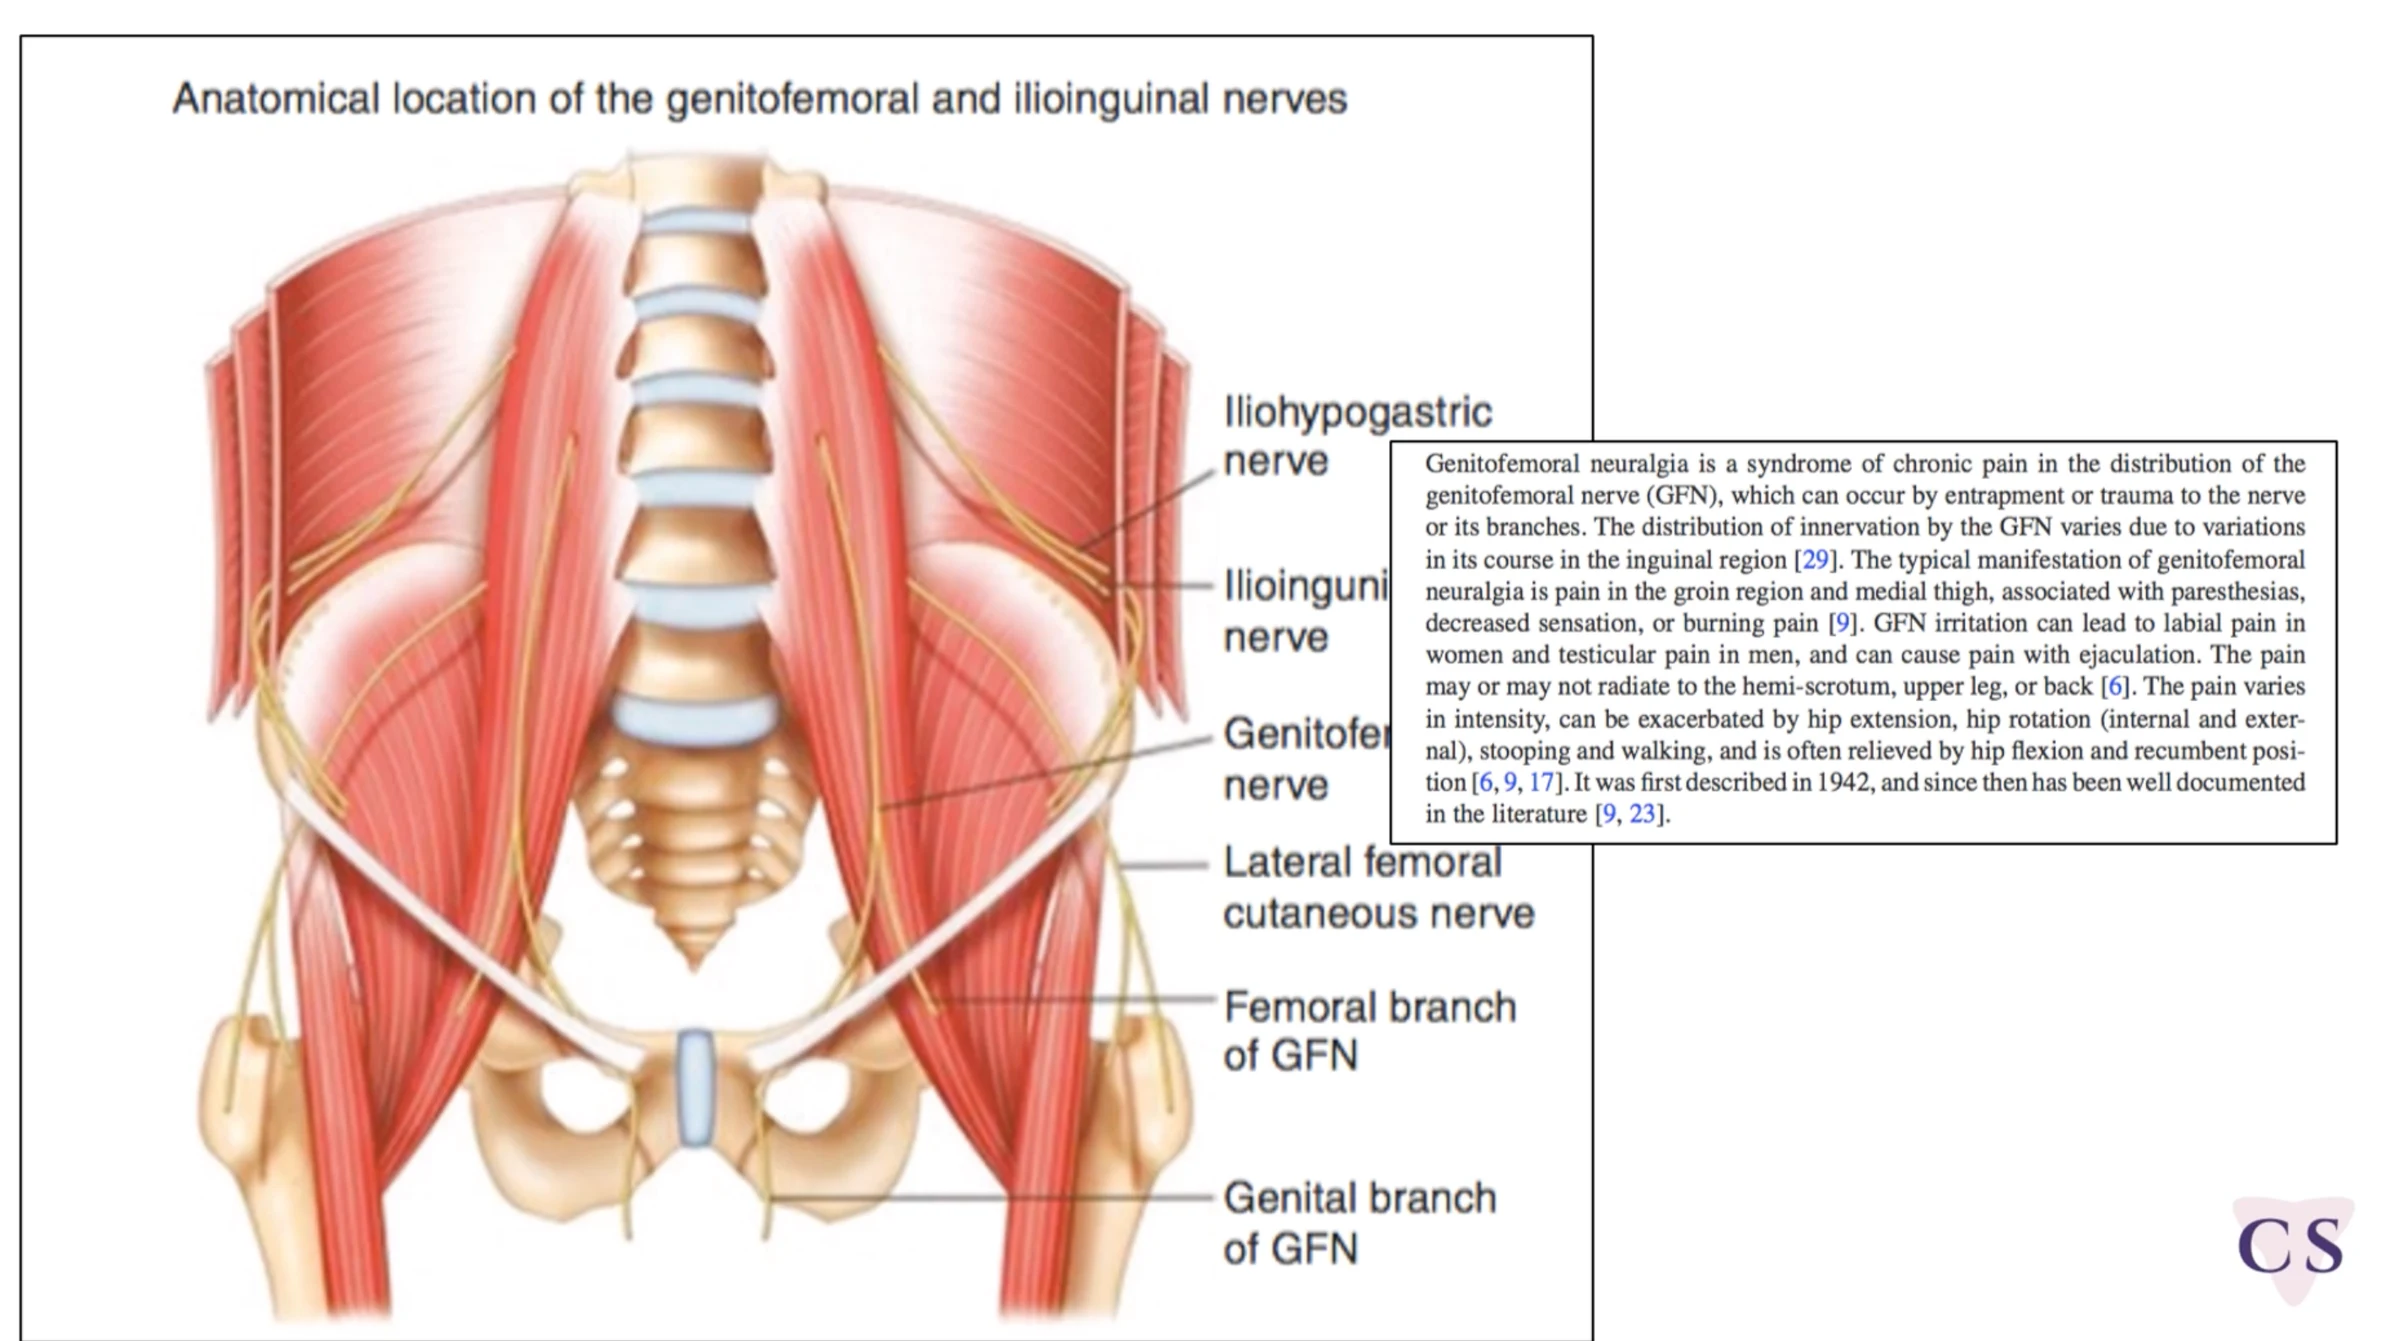 Anatomical location of the genitofemoral and ilioinguinal nerves
Iliohypogastric
nerve
Ilioingui
nerve
Genitofe
nerve
Lateral femoral
cutaneous nerve
Femoral branch
of GFN
Genital branch
of GFN
Genitofemoral neuralgia is a syndrome of chronic pain in the distribution of the
genitofemoral nerve (GFN), which can occur by entrapment or trauma to the nerve
or its branches. The distribution of innervation by the GFN varies due to variations
in its course in the inguinal region [29]. The typical manifestation of genitofemoral
neuralgia is pain in the groin region and medial thigh, associated with paresthesias,
decreased sensation, or burning pain [9]. GFN irritation can lead to labial pain in
women and testicular pain in men, and can cause pain with ejaculation. The pain
may or may not radiate to the hemi-scrotum, upper leg, or back [6]. The pain varies
in intensity, can be exacerbated by hip extension, hip rotation (internal and exter-
nal), stooping and walking, and is often relieved by hip flexion and recumbent posi-
tion [6, 9, 17]. It was first described in 1942, and since then has been well documented
in the literature [9, 23].
CS